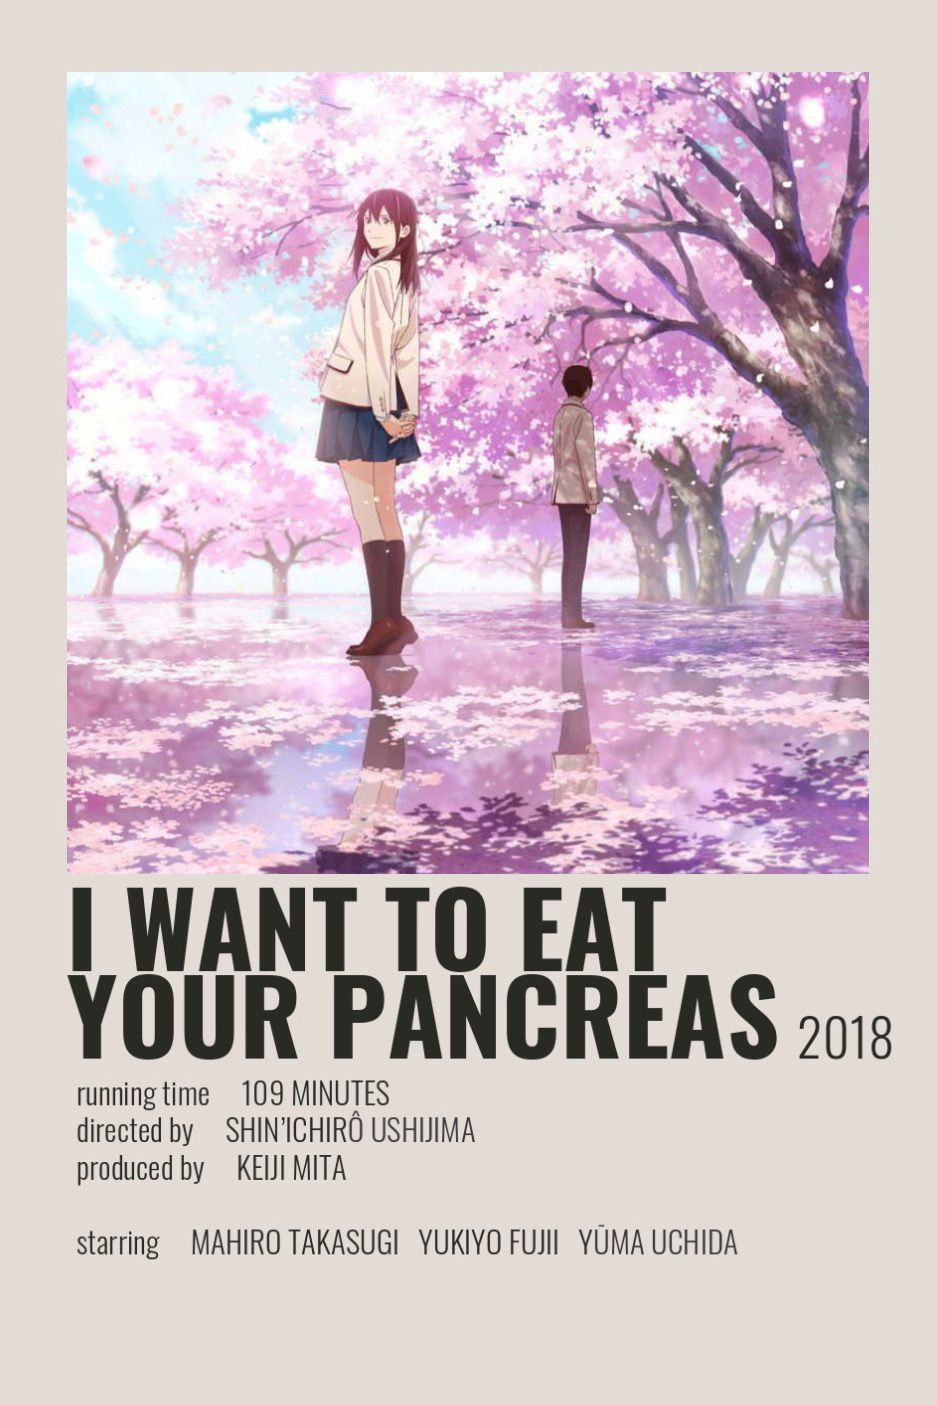 I WANT TO EAT
YOUR PANCREAS 2018
running time 109 MINUTES
directed by SHIN'ICHIRÔ USHIJIMA
produced by KEIJI MITA
starring MAHIRO TAKASUGI YUKIYO FUJII YŪMA UCHIDA